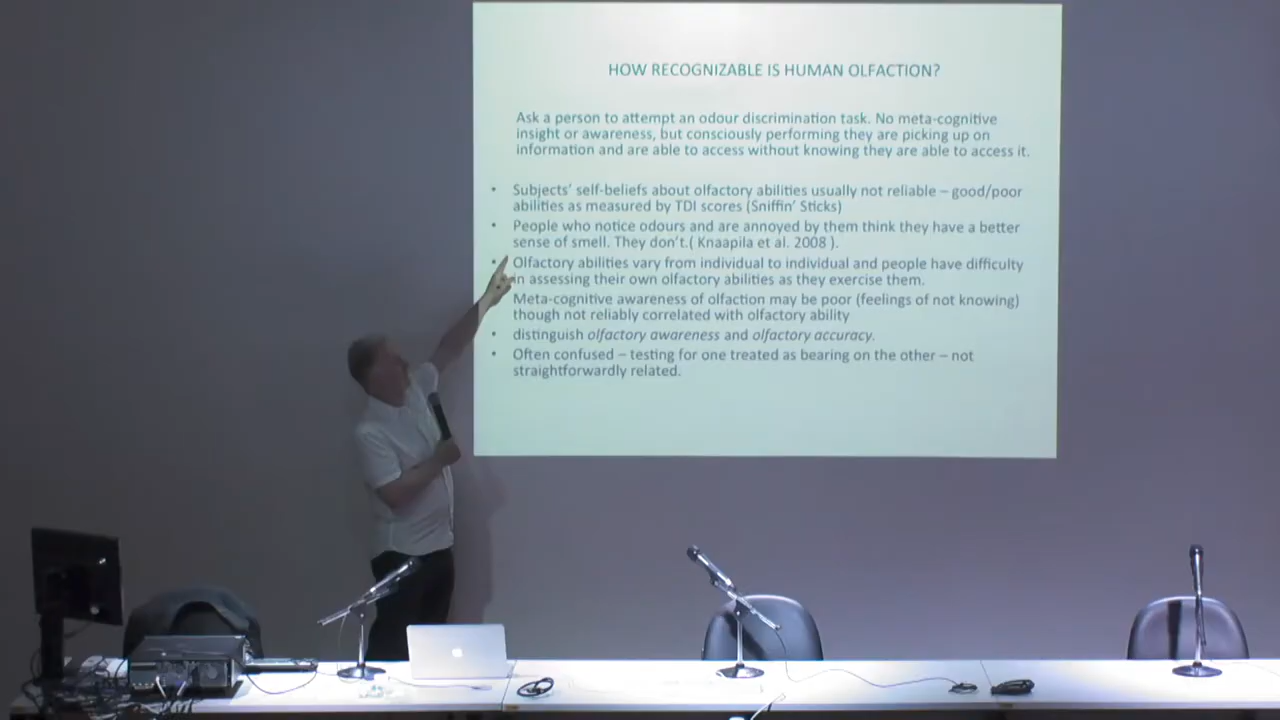 HOW RECOGNIZABLE IS HUMAN OLFACTION?
Ask a person to attempt an odour discrimination task. No meta-cognitive
insight or awareness, but consciously performing they are picking up on
information and are able to access without knowing they are able to access it.
• Subjects' self-beliefs about olfactory abilities usually not reliable – good/poor
abilities as measured by TDI scores (Sniffin' Sticks)
• People who notice odours and are annoyed by them think they have a better
sense of smell. They don't.( Knaapila et al. 2008 ).
• Olfactory abilities vary from individual to individual and people have difficulty
in assessing their own olfactory abilities as they exercise them.
Meta-cognitive awareness of olfaction may be poor (feelings of not knowing)
though not reliably correlated with olfactory ability
• distinguish olfactory awareness and olfactory accuracy.
• Often confused – testing for one treated as bearing on the other – not
straightforwardly related.